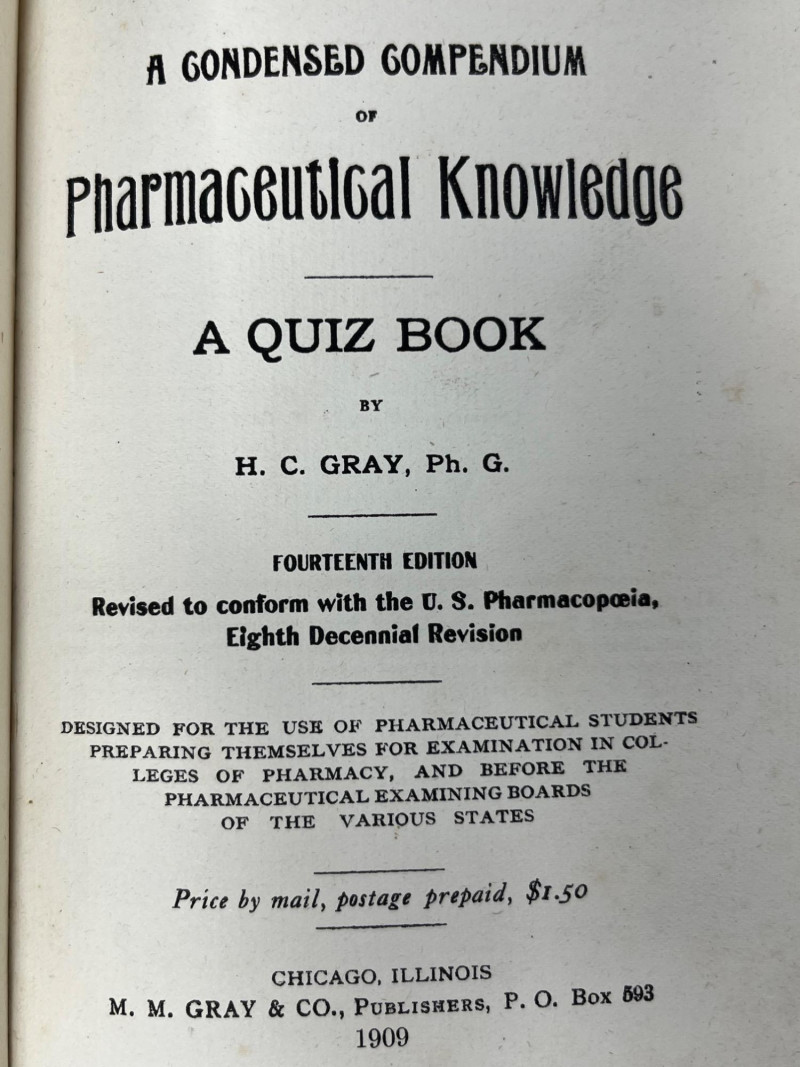 A CONDENSED COMPENDIUM
OF
Pharmaceutical Knowledge
A QUIZ BOOK
BY
H. C. GRAY, Ph. G.
FOURTEENTH EDITION
Revised to conform with the U. S. Pharmacopœia,
Eighth Decennial Revision
DESIGNED FOR THE USE OF PHARMACEUTICAL STUDENTS
PREPARING THEMSELVES FOR EXAMINATION IN COL-
LEGES OF PHARMACY, AND BEFORE THE
PHARMACEUTICAL EXAMINING BOARDS
OF THE VARIOUS STATES
Price by mail, postage prepaid, $1.50
CHICAGO, ILLINOIS
M. M. GRAY & CO., PUBLISHERS, P. O. Box 593
1909